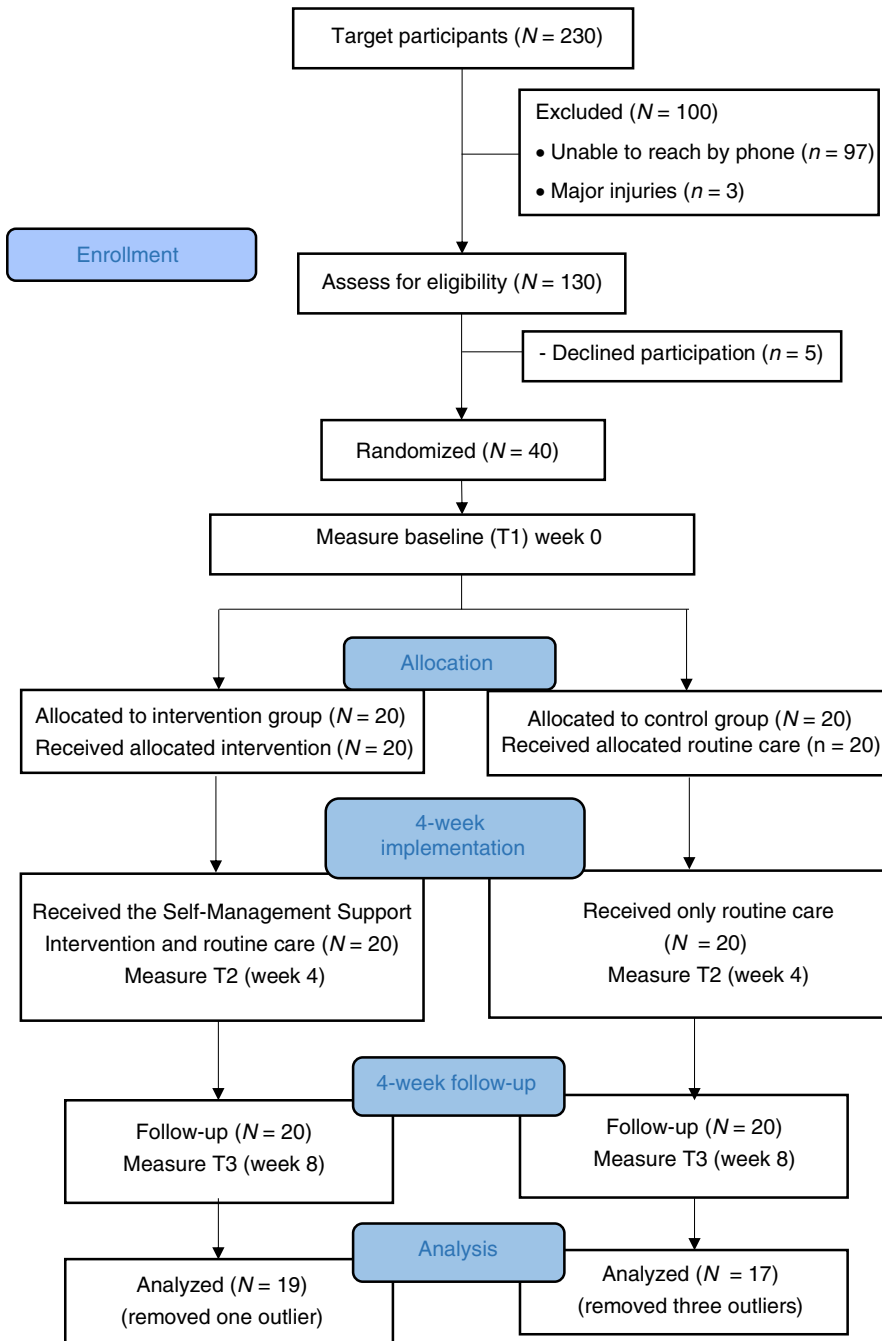 Target participants (N = 230)
Excluded (N = 100)
• Unable to reach by phone (n = 97)
• Major injuries (n = 3)
Enrollment
Assess for eligibility (N = 130)
- Declined participation (n = 5)
Randomized (N = 40)
Measure baseline (T1) week 0
Allocation
Allocated to intervention group (N = 20)
Received allocated intervention (N = 20)
Allocated to control group (N = 20)
Received allocated routine care (n = 20)
4-week
implementation
Received the Self-Management Support
Intervention and routine care (N = 20)
Measure T2 (week 4)
Received only routine care
(N = 20)
Measure T2 (week 4)
4-week follow-up
Follow-up (N = 20)
Measure T3 (week 8)
Follow-up (N = 20)
Measure T3 (week 8)
Analysis
Analyzed (N = 19)
(removed one outlier)
Analyzed (N = 17)
(removed three outliers)